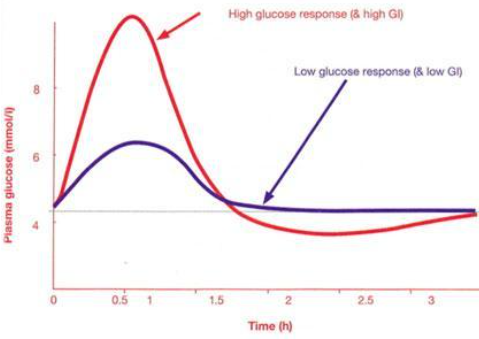 High glucose response (& high GI)
Low glucose response (& low GI)
Plasma glucose (mmol/l)
8
6
4
0 0.5 1 1.5 2 2.5 3
Time (h)